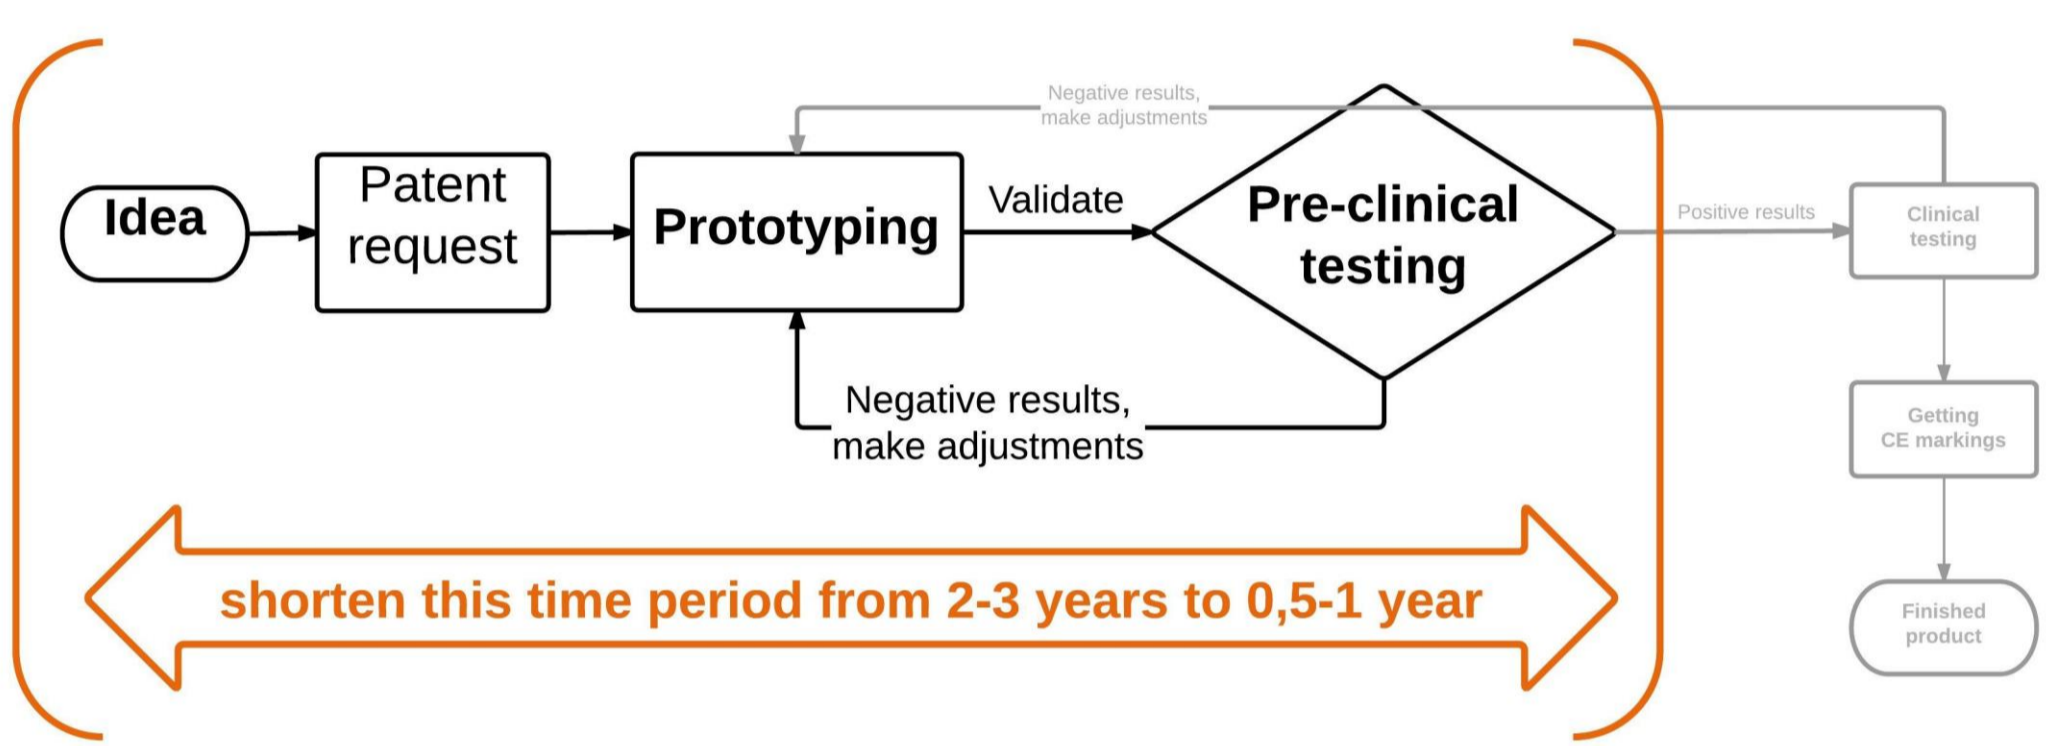 Idea
Patent
request
Prototyping
Validate
Pre-clinical
testing
Negative results,
make adjustments
Negative results,
make adjustments
Positive results
Clinical
testing
Getting
CE markings
Finished
product
shorten this time period from 2-3 years to 0,5-1 year